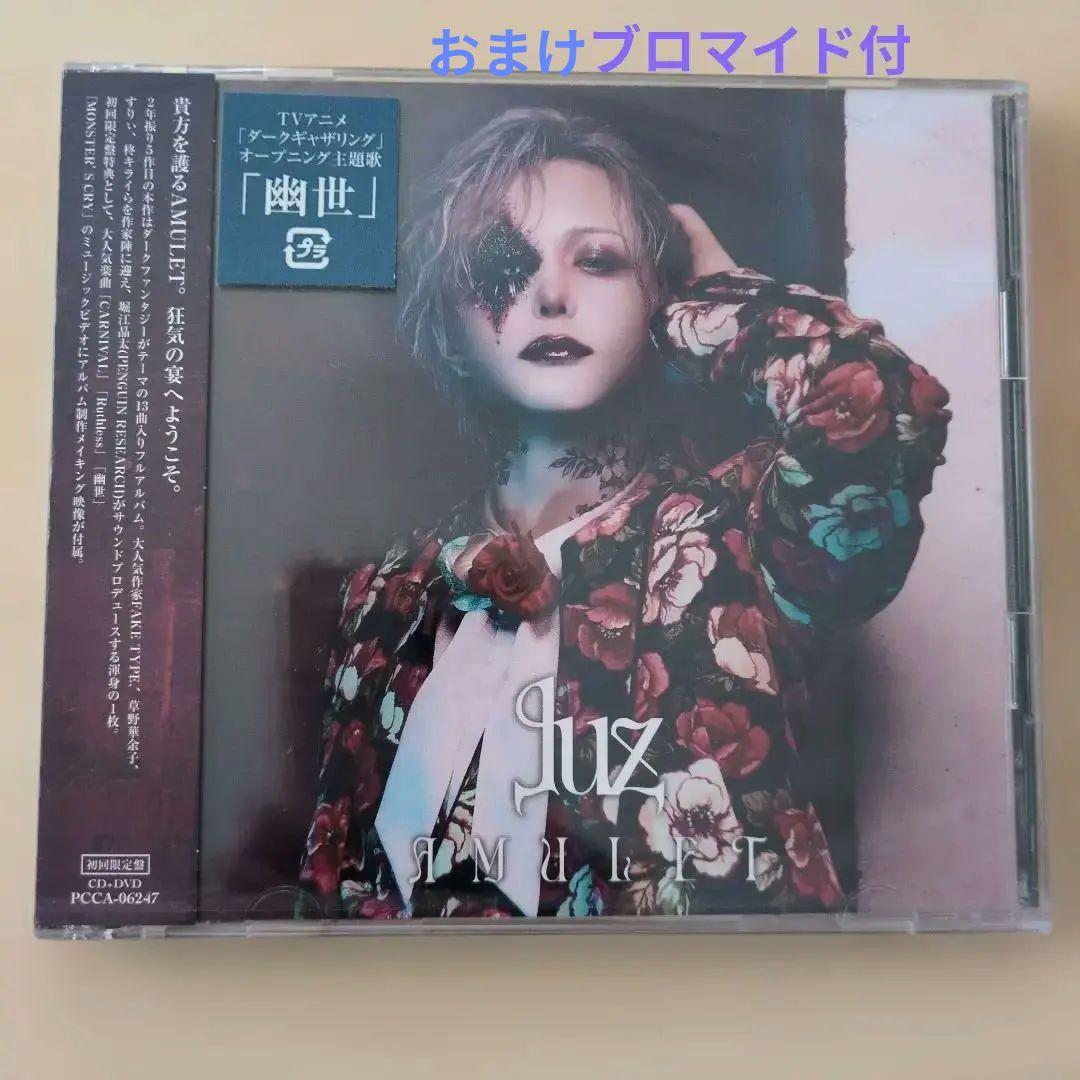 おまけブロマイド付
貴方を護るAMULET。狂気の宴へようこそ。
2年振り5作目の本作はダークファンタジーがテーマの13曲入りフルアルバム。大人気作家FAKE TYPE.、草野華余子、
すりぃ、柊キライらを作家陣に迎え、堀江晶太(PENGUIN RESEARCH)がサウンドプロデュースする渾身の1枚。
初回限定盤特典として、大人気楽曲「CARNIVAL」「Ruthless」「幽世」
「MONSTER'S CRY」のミュージックビデオにアルバム制作メイキング映像が付属。
初回限定盤
CD+DVD
PCCA-06247
TVアニメ
「ダークギャザリング」
オープニング主題歌
「幽世」
プラ
luz
AMULET